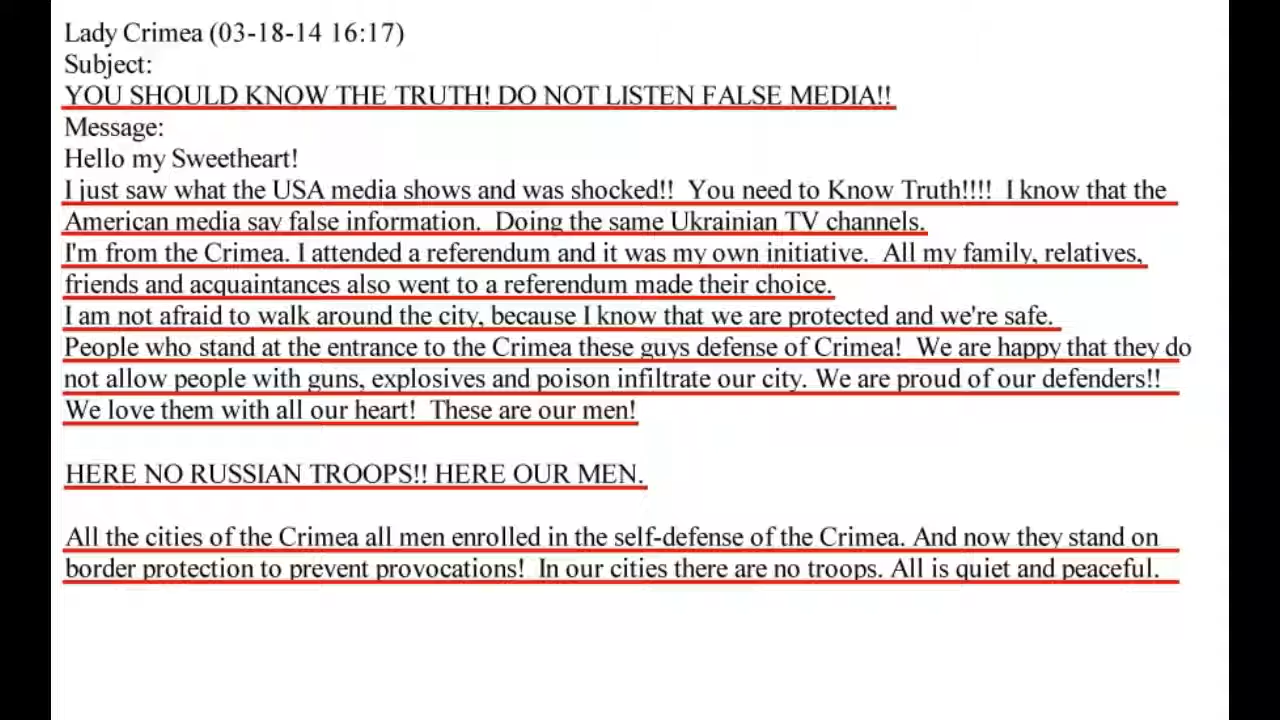 Lady Crimea (03-18-14 16:17)
Subject:
YOU SHOULD KNOW THE TRUTH! DO NOT LISTEN FALSE MEDIA!!
Message:
Hello my Sweetheart!
I just saw what the USA media shows and was shocked!!  You need to Know Truth!!!!  I know that the
American media say false information.  Doing the same Ukrainian TV channels.
I'm from the Crimea. I attended a referendum and it was my own initiative.  All my family, relatives,
friends and acquaintances also went to a referendum made their choice.
I am not afraid to walk around the city, because I know that we are protected and we're safe.
People who stand at the entrance to the Crimea these guys defense of Crimea!  We are happy that they do
not allow people with guns, explosives and poison infiltrate our city. We are proud of our defenders!!
We love them with all our heart!  These are our men!
HERE NO RUSSIAN TROOPS!! HERE OUR MEN.
All the cities of the Crimea all men enrolled in the self-defense of the Crimea. And now they stand on
border protection to prevent provocations!  In our cities there are no troops. All is quiet and peaceful.